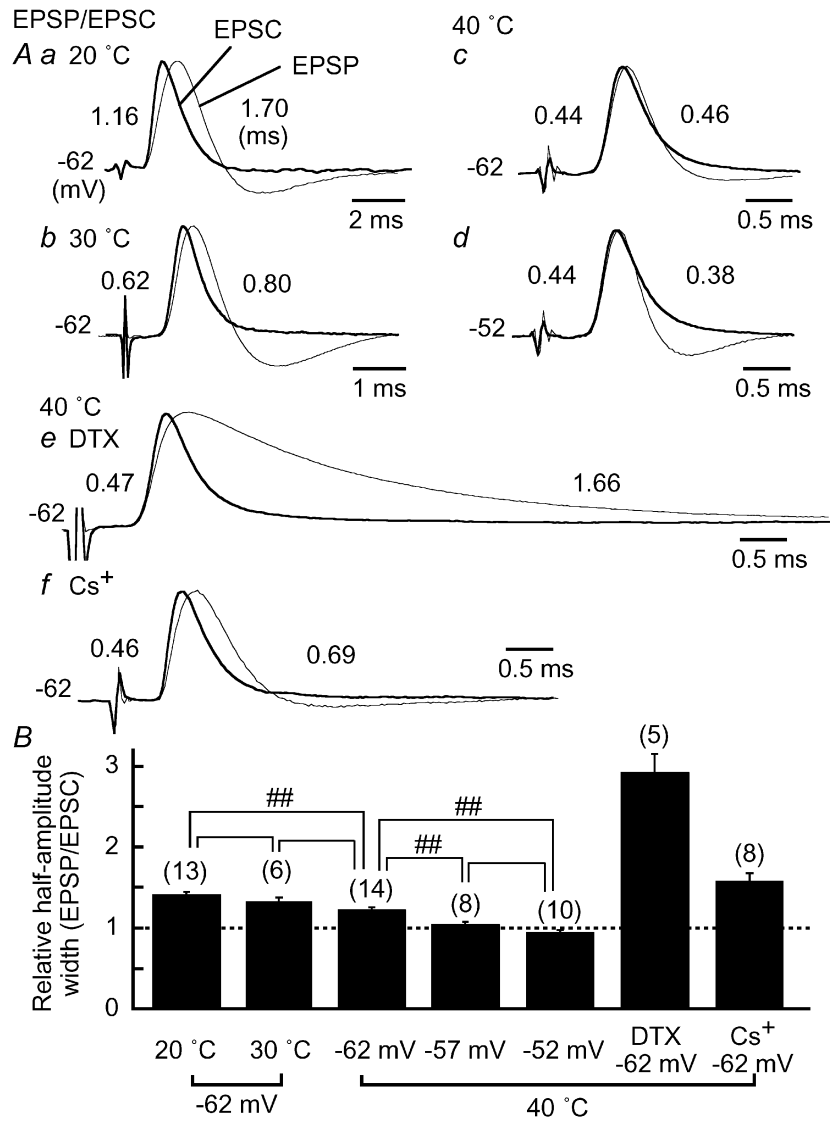 EPSP/EPSC
A a 20 °C
EPSC
EPSP
1.16
1.70
(ms)
-62
(mV)
2 ms
40 °C
c
0.44
0.46
-62
0.5 ms
b 30 °C
0.62
0.80
-62
1 ms
d
0.44
0.38
-52
0.5 ms
40 °C
e DTX
0.47
1.66
-62
0.5 ms
f Cs+
0.46
0.69
-62
0.5 ms
B
Relative half-amplitude
width (EPSP/EPSC)
3
2
1
0
##
##
##
(13)
(6)
(14)
(8)
(10)
(5)
(8)
20 °C
30 °C
-62 mV
-57 mV
-52 mV
DTX
-62 mV
Cs+
-62 mV
-62 mV
40 °C